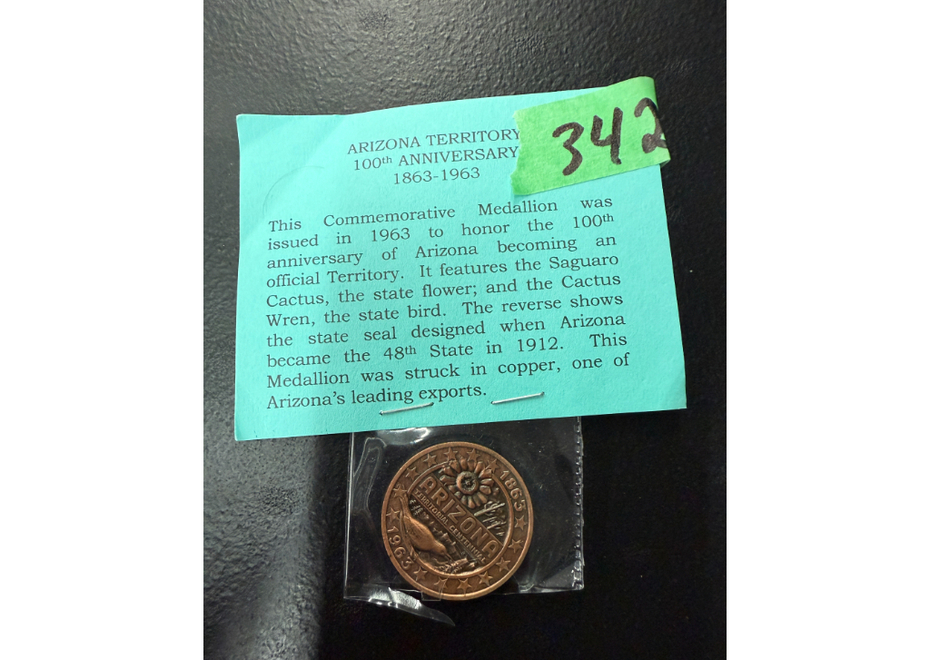 342
ARIZONA TERRITORY
100th ANNIVERSARY
1863-1963
This Commemorative Medallion was
issued in 1963 to honor the 100th
anniversary of Arizona becoming an
official Territory. It features the Saguaro
Cactus, the state flower; and the Cactus
Wren, the state bird. The reverse shows
the state seal designed when Arizona
became the 48th State in 1912. This
Medallion was struck in copper, one of
Arizona's leading exports.
1863
ARIZONA
TERRITORIAL CENTENNIAL
1963